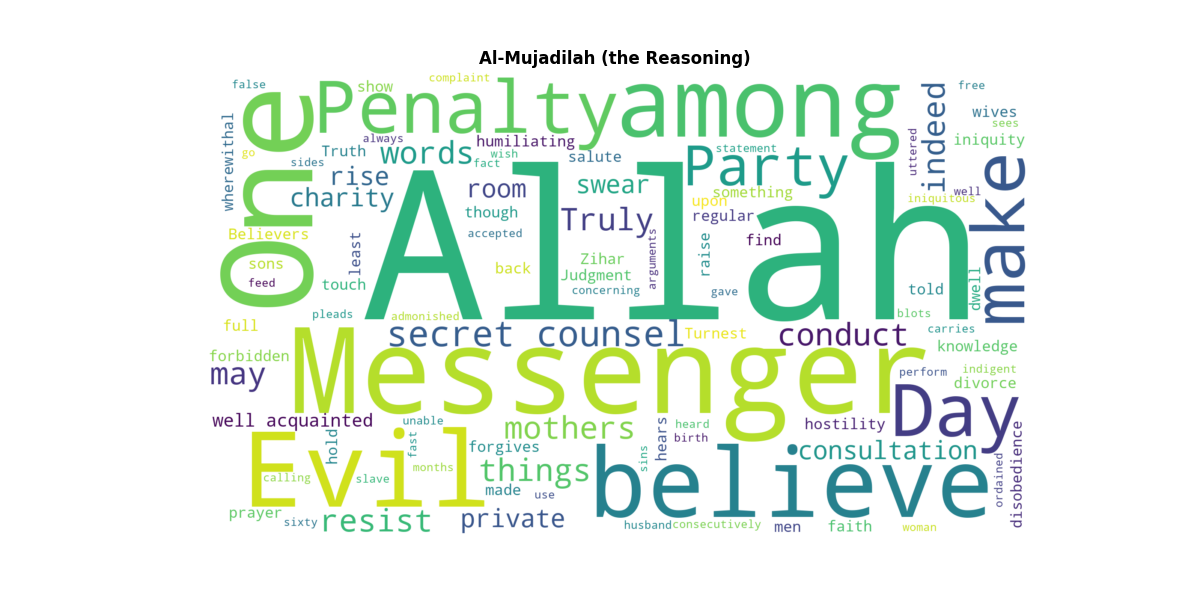 Al-Mujadilah (the Reasoning)
complaint
false
show
free
One
Penalty
among
indeed
wives
sees
wherewithal
always
humiliating
uttered
iniquity
go
Truth
words
wish
salute
statement
sides
fact
Party
rise
room
swear
something
well
charity
upon
iniquitous
though
Truly
regular
make
Allah
Believers
least
accepted
arguments
raise
find
sons
Zihar
back
Judgment
feed
touch
concerning
gave
told
dwell
pleads
admonished
blots
full
secret counsel
Turnest
conduct
carries
knowledge
forbidden
Messenger
may
perform
indigent
divorce
Day
well acquainted
unable
mothers
heard
hostility
hold
fast
hears
birth
Evil
forgives
sins
believe
consultation
disobedience
months
things
ordained
calling
slave
made
use
prayer
sixty
resist
private
husband
consecutively
men
faith
woman